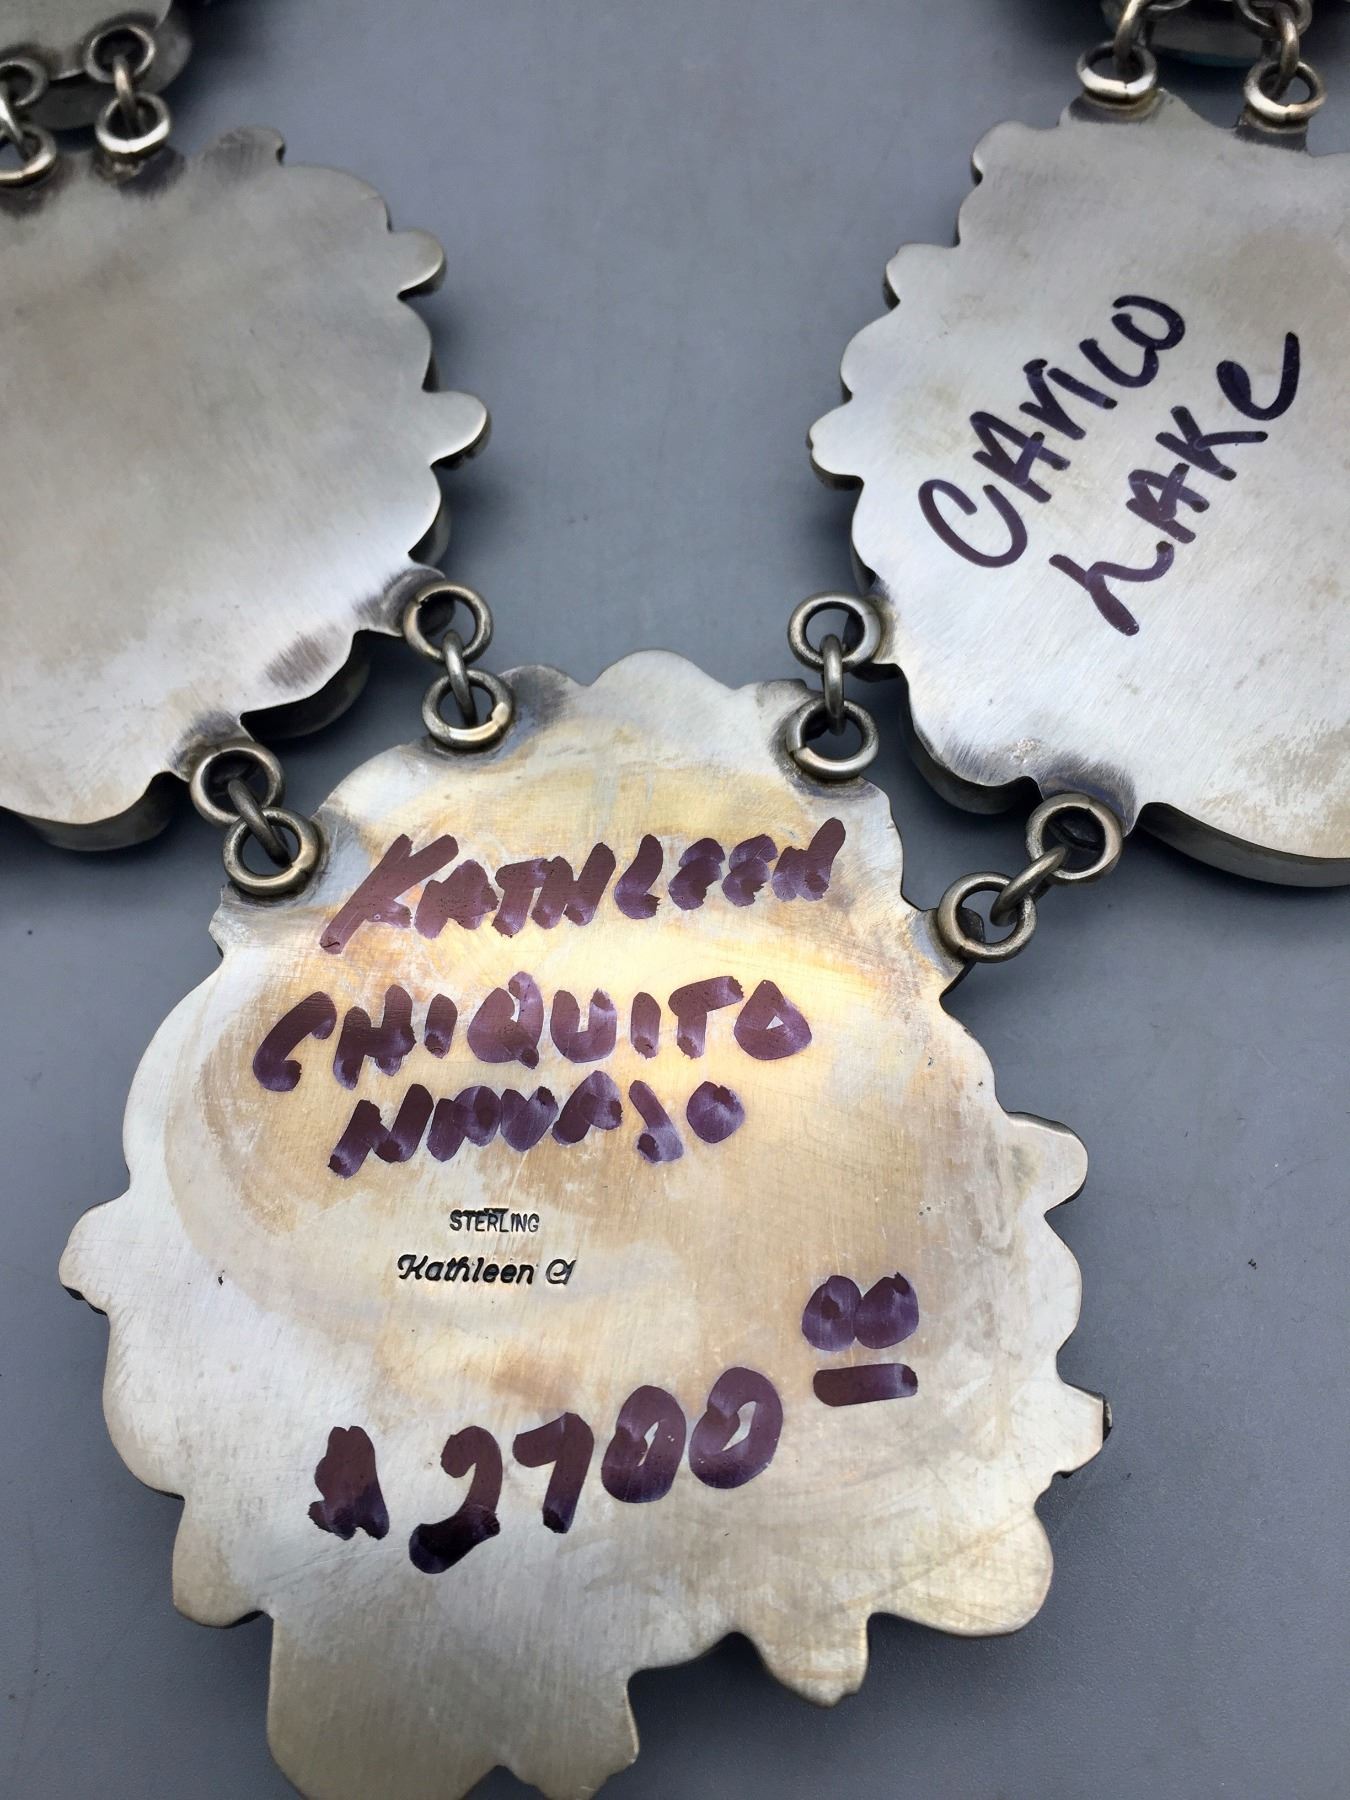 CARICO
LAKE
KATHLEEN
CHIQUITO
NAVAJO
STERLING
Kathleen C
$2700 00